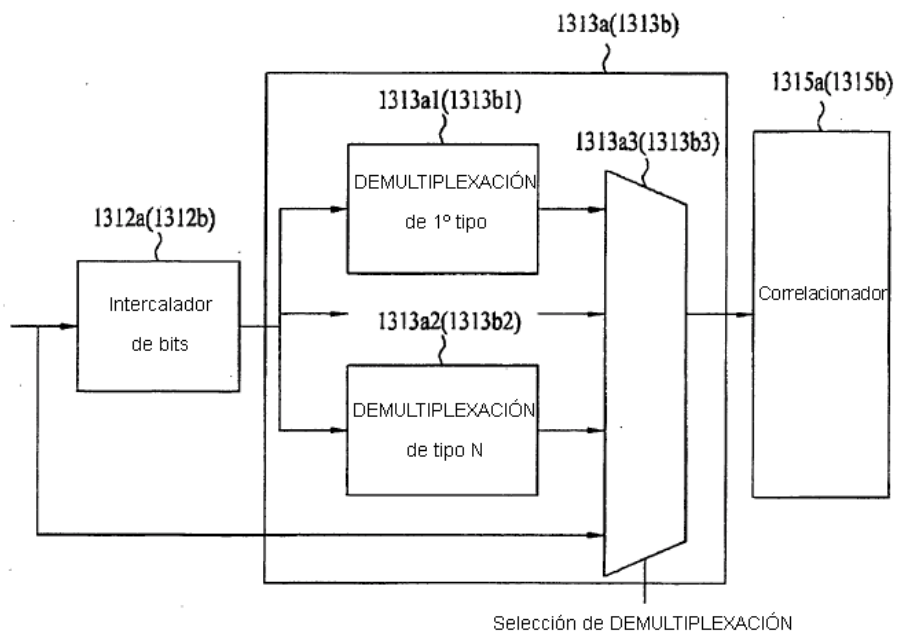 1313a(1313b)
1315a(1315b)
1313a1(1313b1)
1313a3(1313b3)
DEMULTIPLEXACIÓN
de 1º tipo
1312a(1312b)
Intercalador
de bits
1313a2(1313b2)
Correlacionador
DEMULTIPLEXACIÓN
de tipo N
Selección de DEMULTIPLEXACIÓN